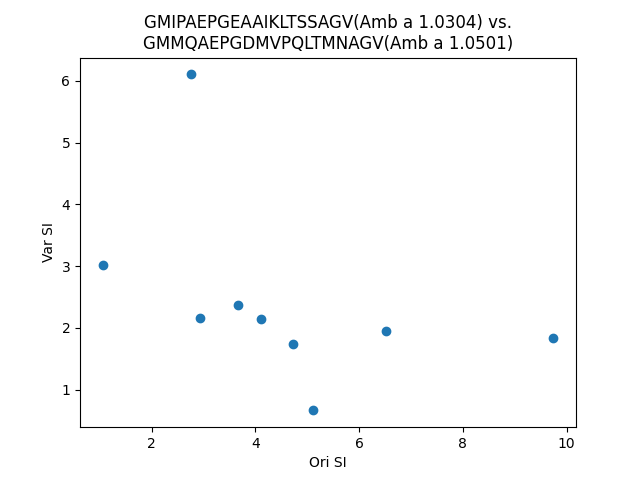 GMIPAEPGEAAIKLTSSAGV(Amb a 1.0304) vs.
GMMQAEPGDMVPQLTMNAGV(Amb a 1.0501)
6
5
4
3
2
1
Var SI
2
4
6
8
10
Ori SI